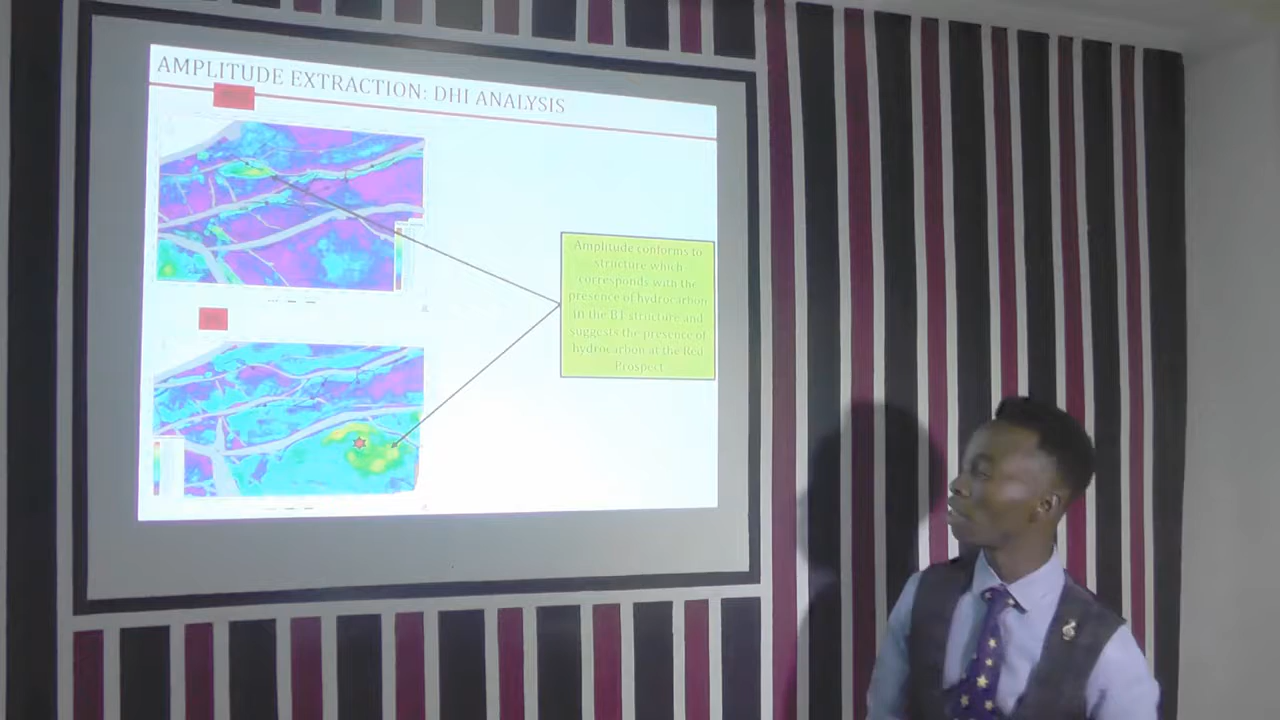 AMPLITUDE EXTRACTION: DHI ANALYSIS
Amplitude conforms to
structure which
corresponds with the
presence of hydrocarbon
in the B1 structure and
suggests the presence of
hydrocarbon at the Red
Prospect